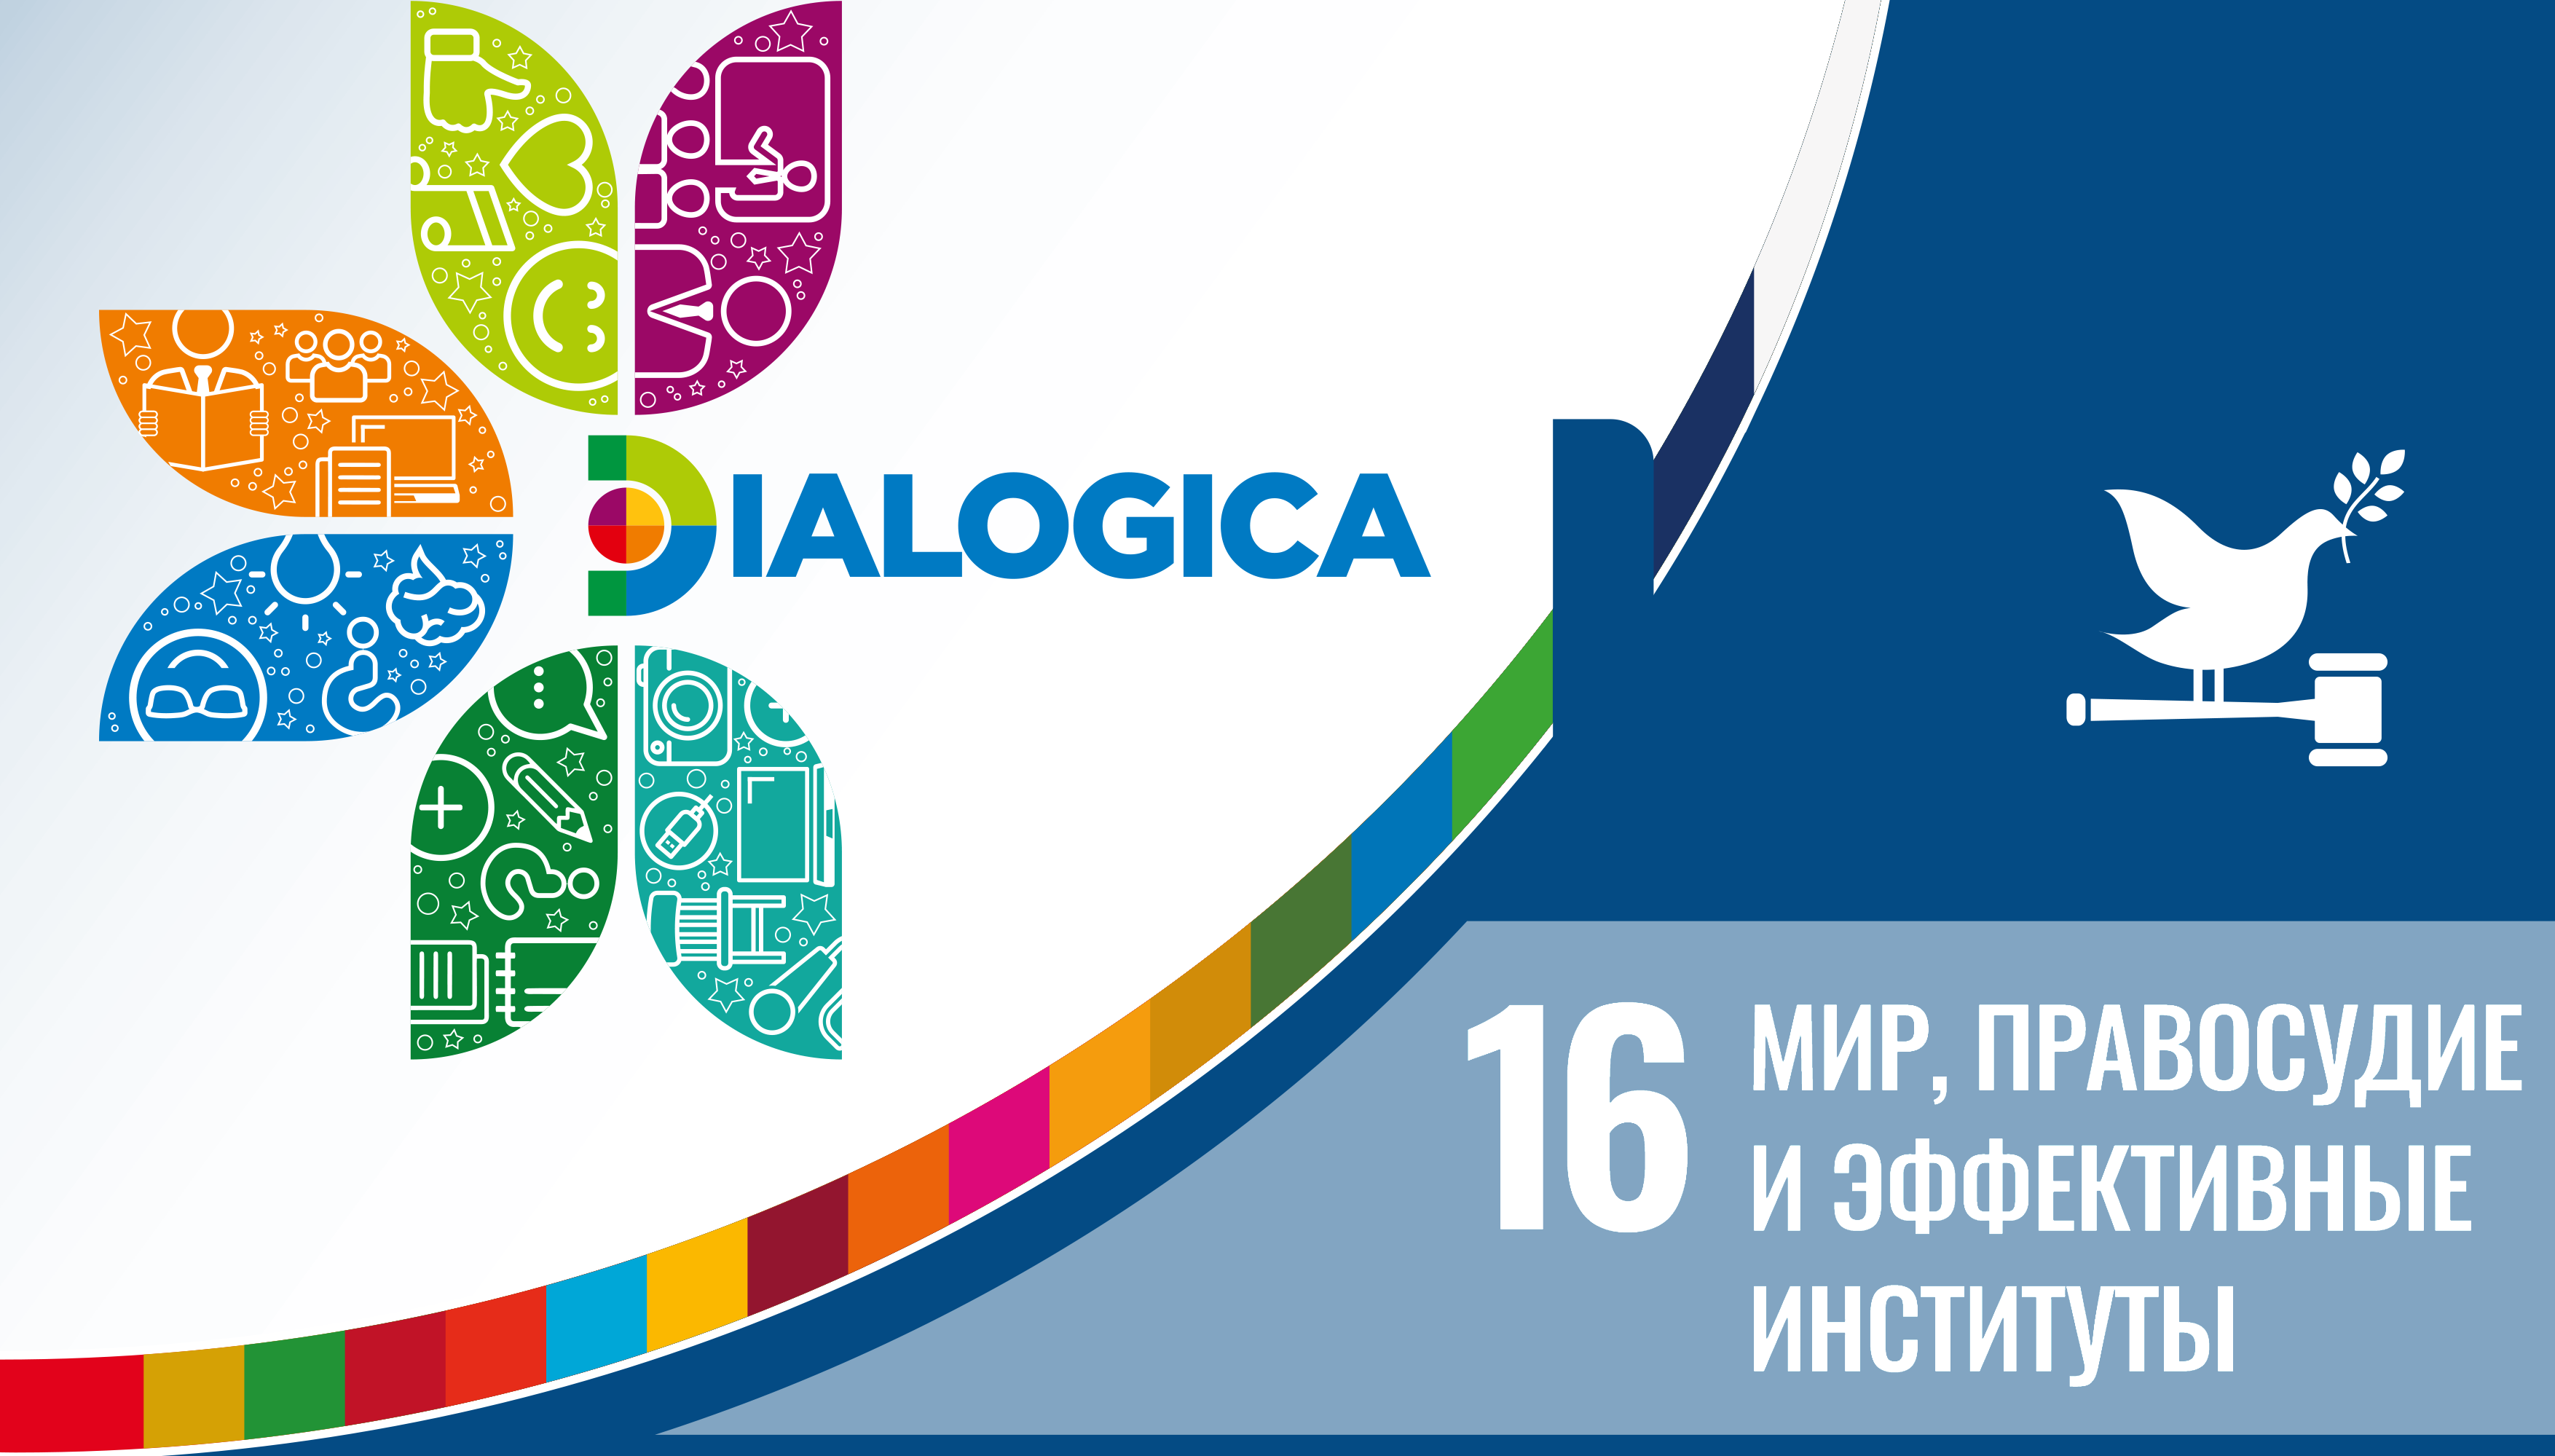 DIALOGICA
16
МИР, ПРАВОСУДИЕ
И ЭФФЕКТИВНЫЕ
ИНСТИТУТЫ